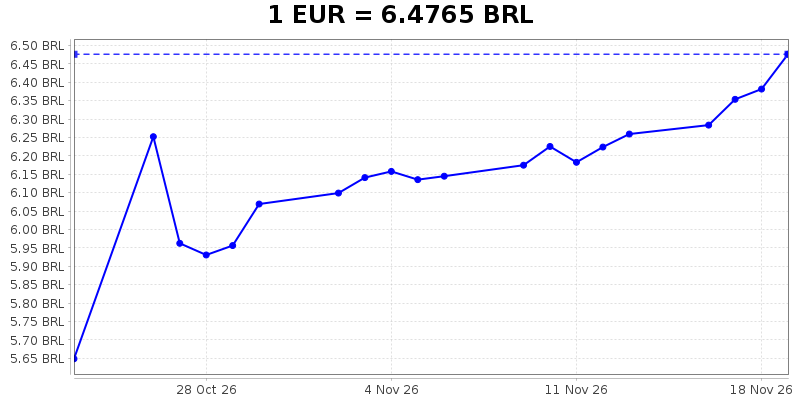 1 EUR = 6.4765 BRL
6.50 BRL
6.45 BRL
6.40 BRL
6.35 BRL
6.30 BRL
6.25 BRL
6.20 BRL
6.15 BRL
6.10 BRL
6.05 BRL
6.00 BRL
5.95 BRL
5.90 BRL
5.85 BRL
5.80 BRL
5.75 BRL
5.70 BRL
5.65 BRL
28 Oct 26
4 Nov 26
11 Nov 26
18 Nov 26